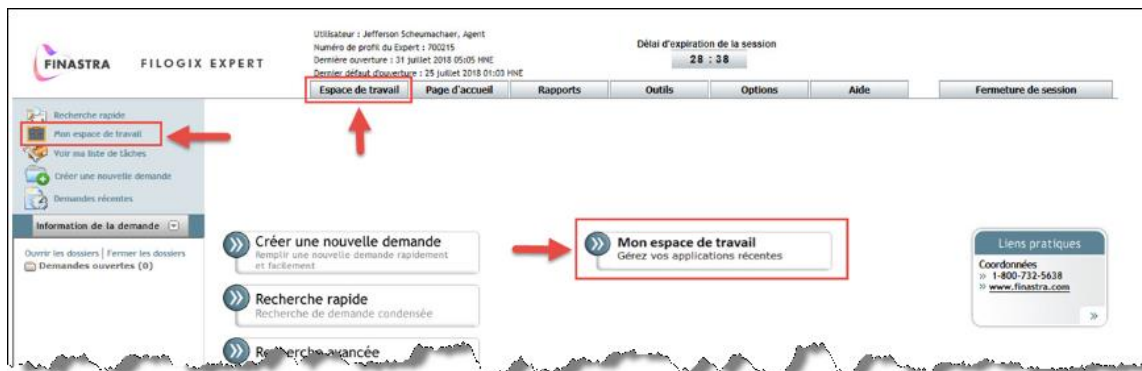 FINASTRA FILOGIX EXPERT
Utilisateur : Jefferson Scheumachaer, Agent
Numéro de profil du Expert : 700215
Dernière ouverture : 31 juillet 2018 05:05 HNE
Dernier défaut d'ouverture : 25 juillet 2018 01:03 HNE
Délai d'expiration de la session
28 : 38
Espace de travail Page d'accueil Rapports Outils Options Aide Fermeture de session
Recherche rapide
Mon espace de travail
Voir ma liste de tâches
Créer une nouvelle demande
Demandes récentes
Information de la demande
Ouvrir les dossiers | Fermer les dossiers
Demandes ouvertes (0)
Créer une nouvelle demande
Remplir une nouvelle demande rapidement
et facilement
Recherche rapide
Recherche de demande condensée
Recherche avancée
Mon espace de travail
Gérez vos applications récentes
Liens pratiques
Coordonnées
» 1-800-732-5638
» www.finastra.com
»